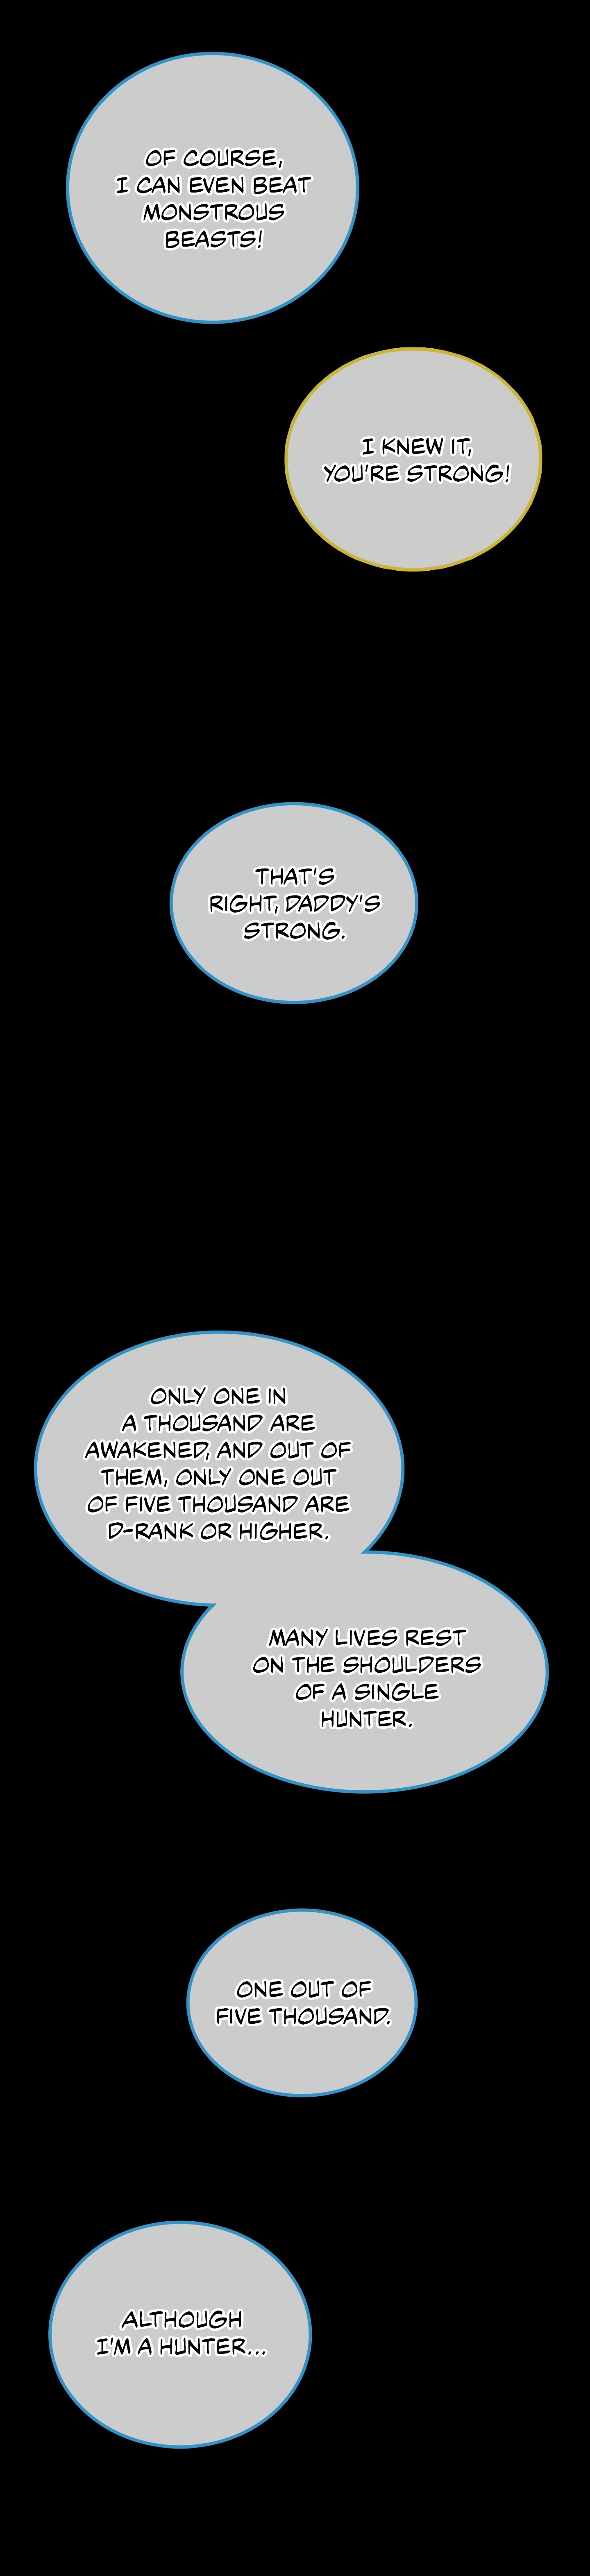 OF COURSE,
I CAN EVEN BEAT
MONSTROUS
BEASTS!
I KNEW IT,
YOU'RE STRONG!
THAT'S
RIGHT, DADDY'S
STRONG.
ONLY ONE IN
A THOUSAND ARE
AWAKENED, AND OUT OF
THEM, ONLY ONE OUT
OF FIVE THOUSAND ARE
D-RANK OR HIGHER.
MANY LIVES REST
ON THE SHOULDERS
OF A SINGLE
HUNTER.
ONE OUT OF
FIVE THOUSAND.
ALTHOUGH
I'M A HUNTER...